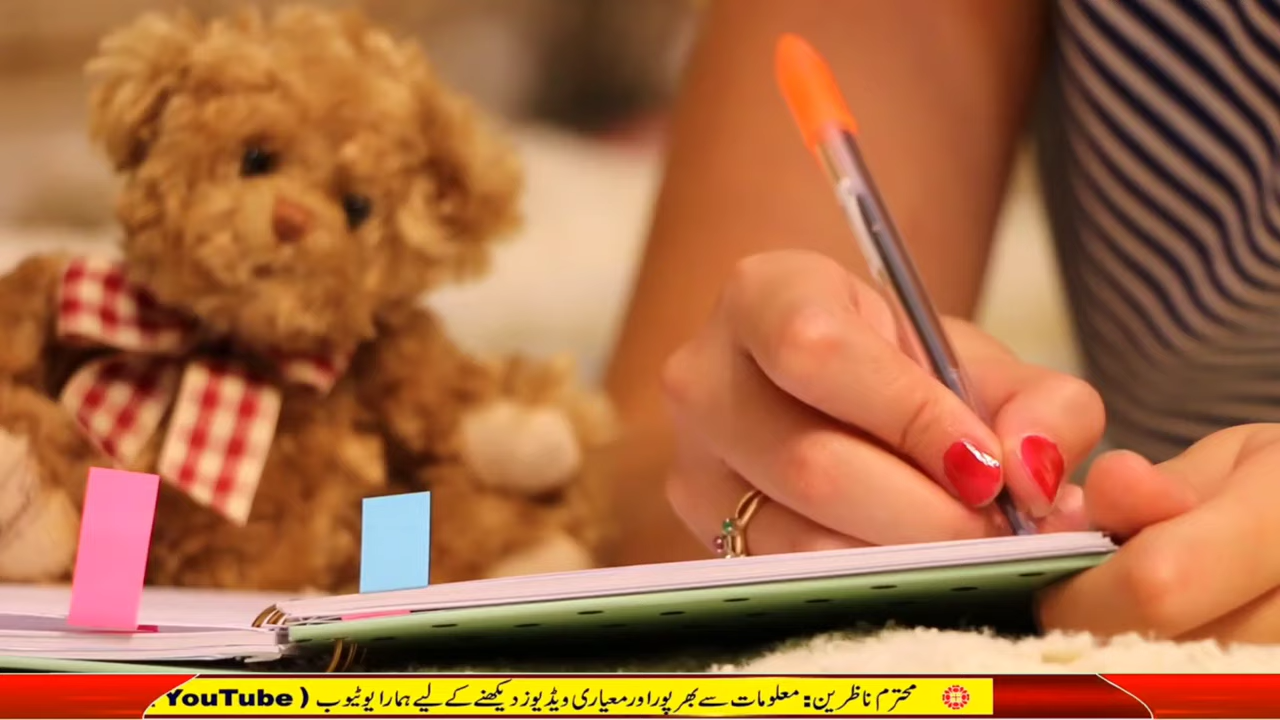 محترم ناظرین: معلومات سے بھرپور اور معیاری ویڈیوز دیکھنے کے لیے ہمارا یوٹیوب ( YouTube